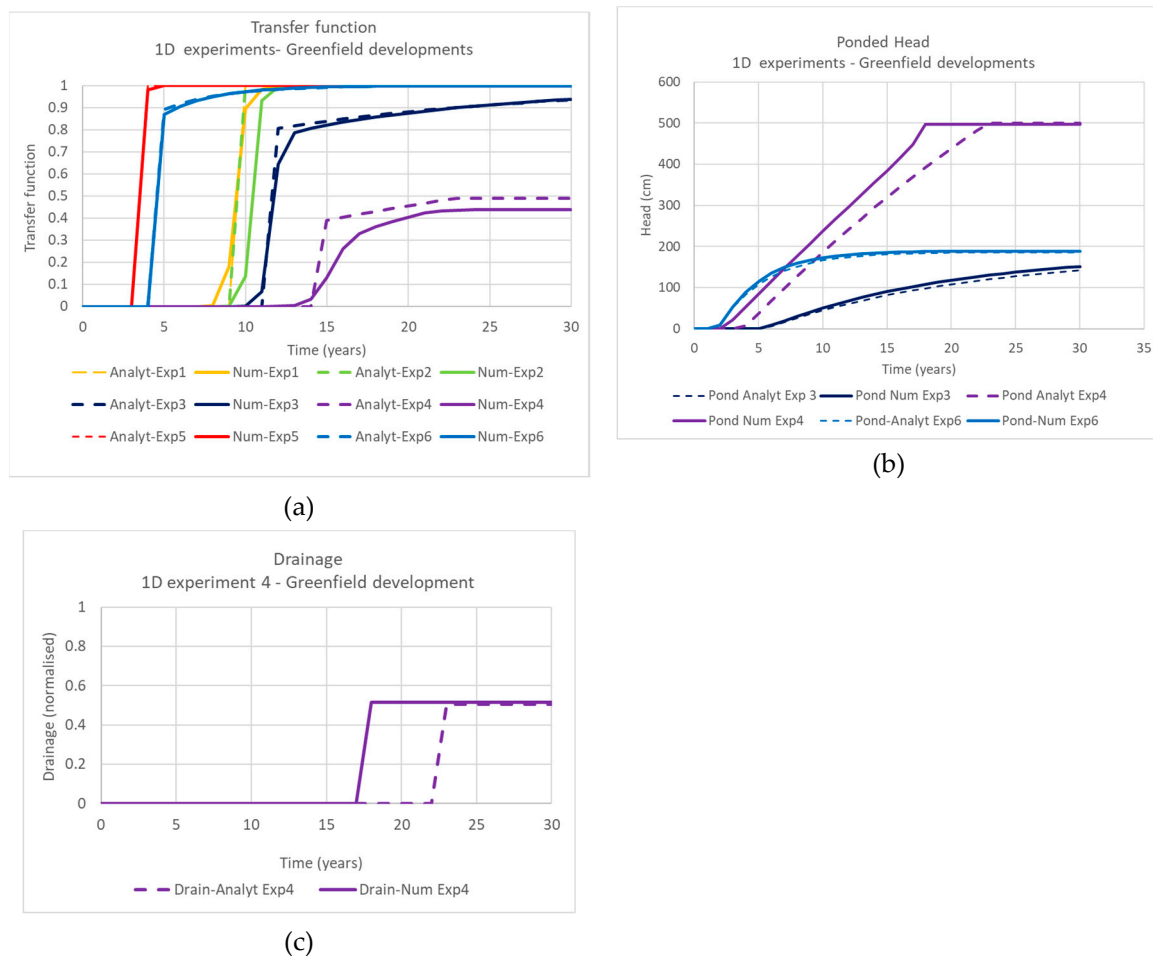 Transfer function
1D experiments- Greenfield developments
1
0.9
0.8
0.7
0.6
0.5
0.4
0.3
0.2
0.1
0
Transfer function
0 5 10 15 20 25 30
Time (years)
Analyt-Exp1 Num-Exp1 Analyt-Exp2 Num-Exp2
Analyt-Exp3 Num-Exp3 Analyt-Exp4 Num-Exp4
Analyt-Exp5 Num-Exp5 Analyt-Exp6 Num-Exp6
(a)
Ponded Head
1D experiments - Greenfield developments
600
500
400
300
200
100
0
Head (cm)
0 5 10 15 20 25 30 35
Time (years)
Pond Analyt Exp 3 Pond Num Exp3 Pond Analyt Exp4
Pond Num Exp4 Pond-Analyt Exp6 Pond-Num Exp6
(b)
Drainage
1D experiment 4 - Greenfield development
1
0.8
0.6
0.4
0.2
0
Drainage (normalised)
0 5 10 15 20 25 30
Time (years)
Drain-Analyt Exp4 Drain-Num Exp4
(c)